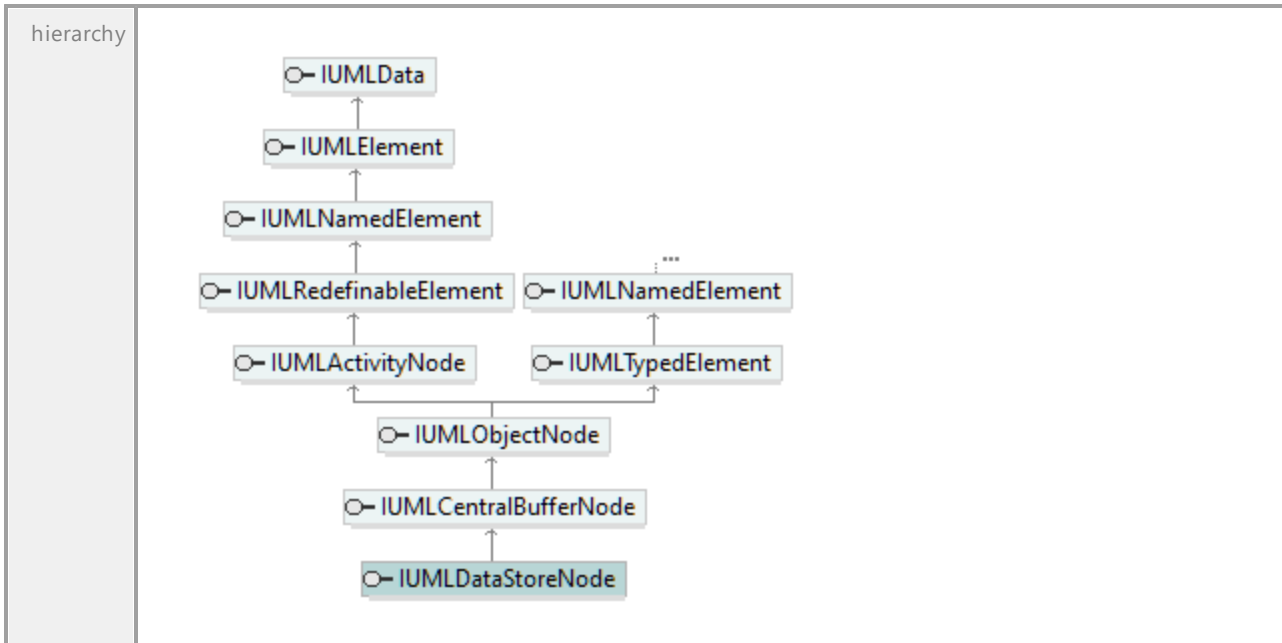 hierarchy
IUMLData
IUMLElement
IUMLNamedElement
...
IUMLRedefinableElement IUMLNamedElement
IUMLActivityNode IUMLTypedElement
IUMLObjectNode
IUMLCentralBufferNode
IUMLDataStoreNode